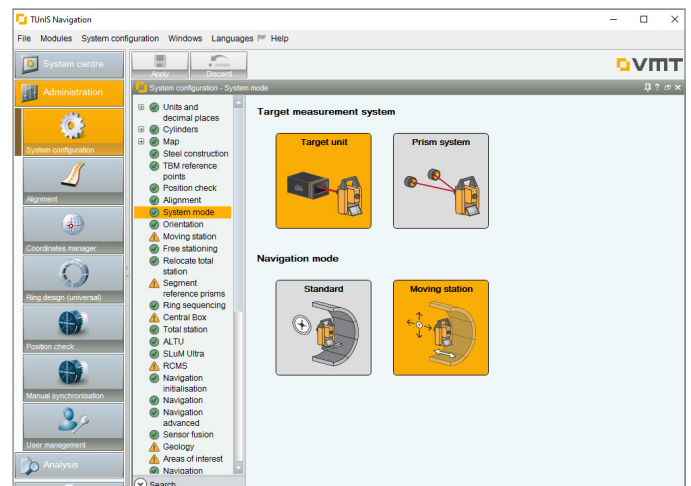 TUnIS Navigation
File Modules System configuration Windows Languages Help
System centre
Apply Discard
VMT
Administration
System configuration - System mode
System configuration
Alignment
Coordinates manager
Ring design (universal)
Position check
Manual synchronisation
User management
Analysis
Units and
decimal places
Cylinders
Map
Steel construction
TBM reference
points
Position check
Alignment
System mode
Orientation
Moving station
Free stationing
Relocate total
station
Segment
reference prisms
Ring sequencing
Central Box
Total station
ALTU
SLuM Ultra
RCMS
Navigation
initialisation
Navigation
Navigation
advanced
Sensor fusion
Geology
Areas of interest
Navigation
Search
Target measurement system
Target unit Prism system
Navigation mode
Standard Moving station